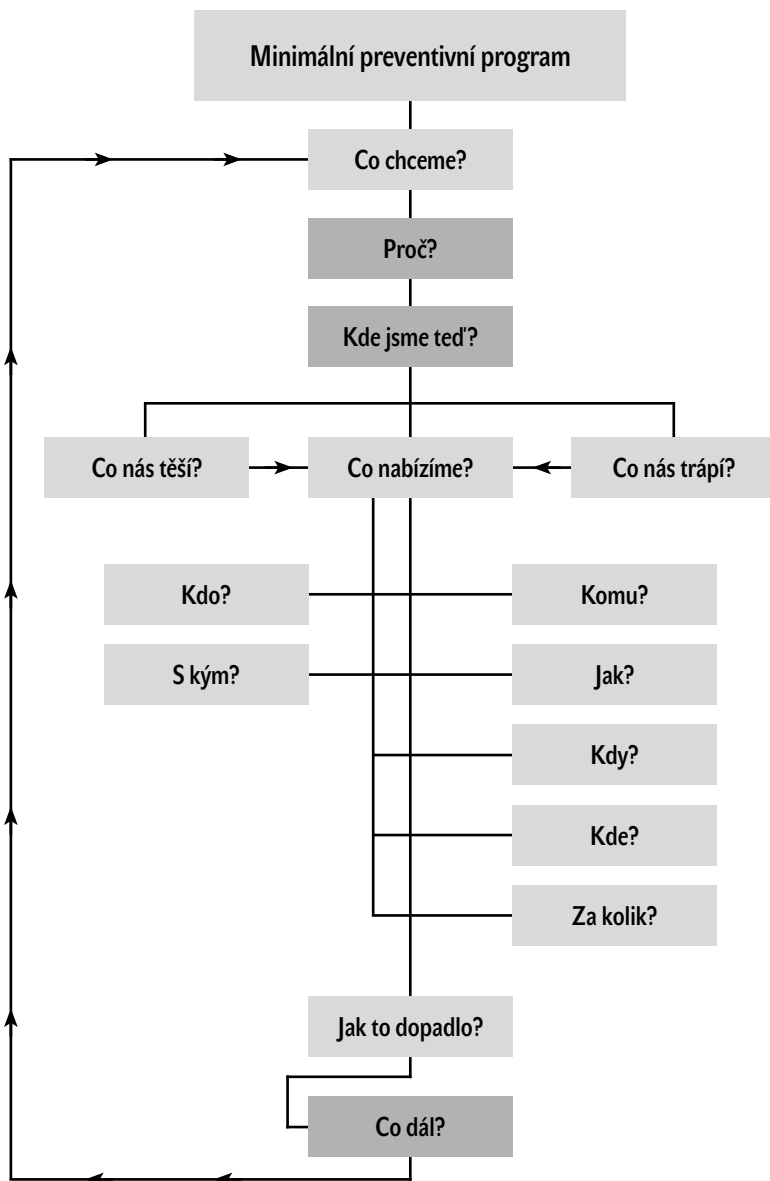 Minimální preventivní program
Co chceme?
Proč?
Kde jsme teď?
Co nás těší?
Co nabízíme?
Co nás trápí?
Kdo?
Komu?
S kým?
Jak?
Kdy?
Kde?
Za kolik?
Jak to dopadlo?
Co dál?